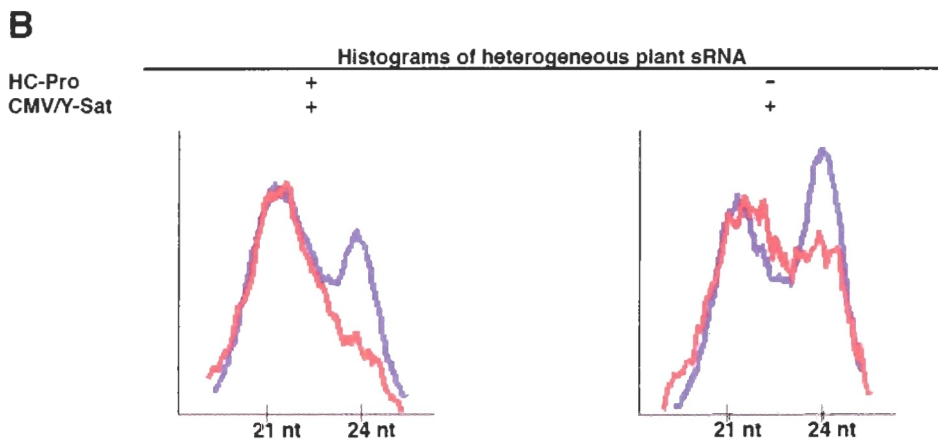 B
Histograms of heterogeneous plant sRNA
HC-Pro + -
CMV/Y-Sat + +
21 nt 24 nt 21 nt 24 nt